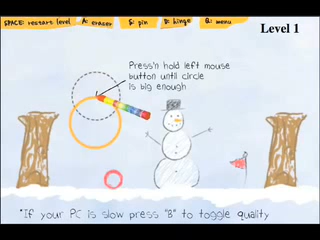 SPACE: restart level A: eraser S: pin D: hinge Q: menu
Level 1
Press'n hold left mouse
button until circle
is big enough
*If your PC is slow press "B" to toggle quality